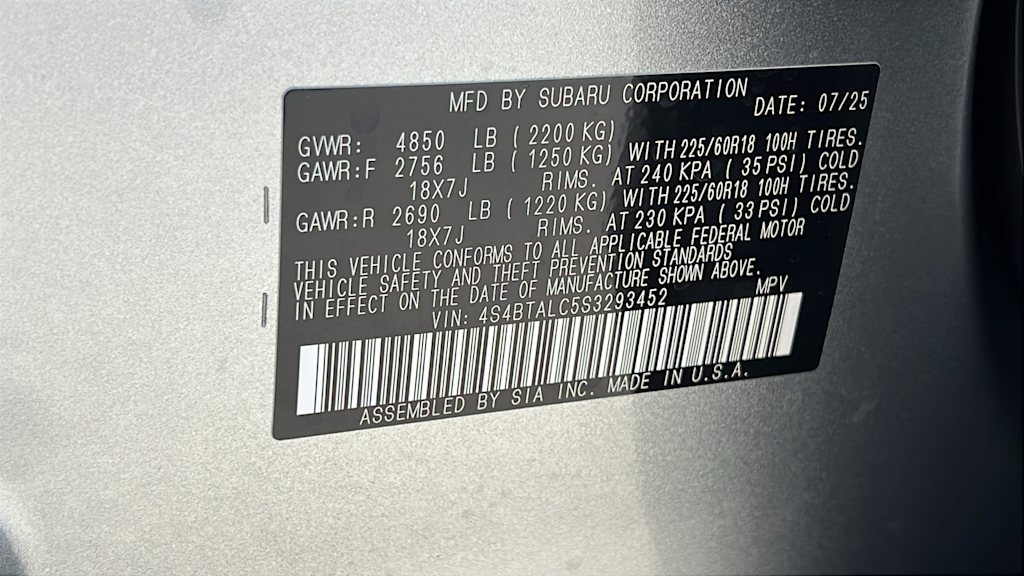 MFD BY SUBARU CORPORATION DATE: 07/25
GVWR: 4850 LB ( 2200 KG)
GAWR:F 2756 LB ( 1250 KG) WITH 225/60R18 100H TIRES.
18X7J RIMS. AT 240 KPA ( 35 PSI) COLD
GAWR:R 2690 LB ( 1220 KG) WITH 225/60R18 100H TIRES.
18X7J RIMS. AT 230 KPA ( 33 PSI) COLD
THIS VEHICLE CONFORMS TO ALL APPLICABLE FEDERAL MOTOR
VEHICLE SAFETY AND THEFT PREVENTION STANDARDS
IN EFFECT ON THE DATE OF MANUFACTURE SHOWN ABOVE.
VIN: 4S4BTALC5S3293452 MPV
ASSEMBLED BY SIA INC. MADE IN U.S.A.